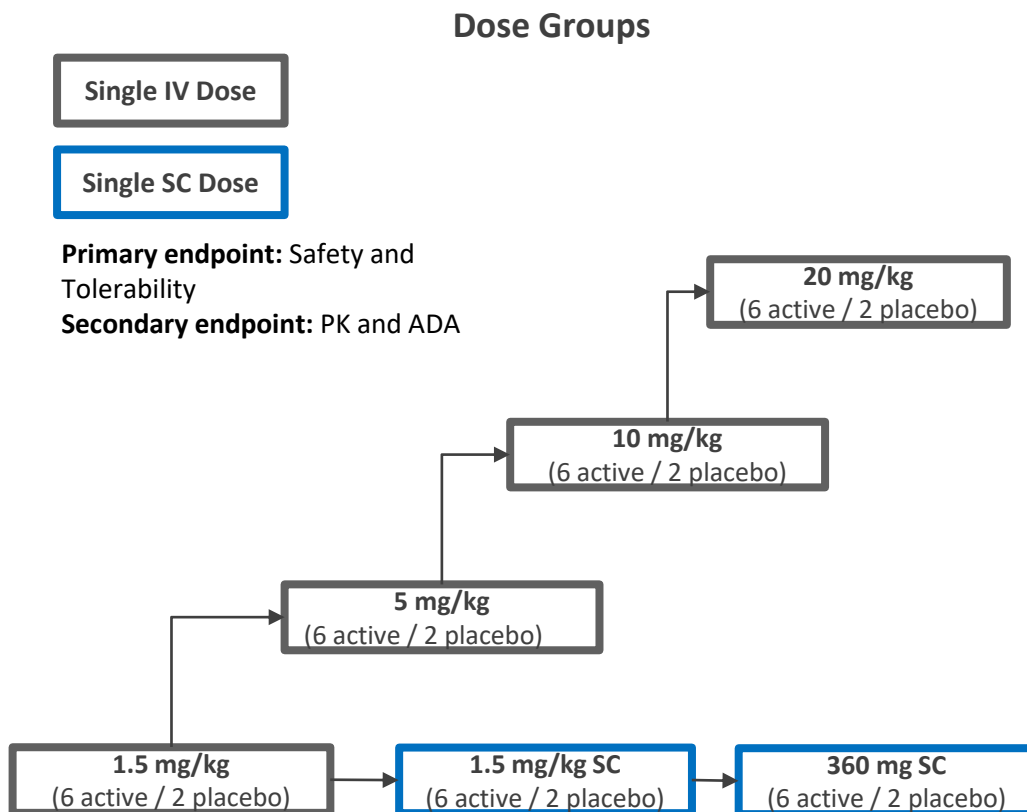 Dose Groups
Single IV Dose
Single SC Dose
Primary endpoint: Safety and
Tolerability
Secondary endpoint: PK and ADA
20 mg/kg
(6 active / 2 placebo)
10 mg/kg
(6 active / 2 placebo)
5 mg/kg
(6 active / 2 placebo)
1.5 mg/kg
(6 active / 2 placebo)
1.5 mg/kg SC
(6 active / 2 placebo)
360 mg SC
(6 active / 2 placebo)